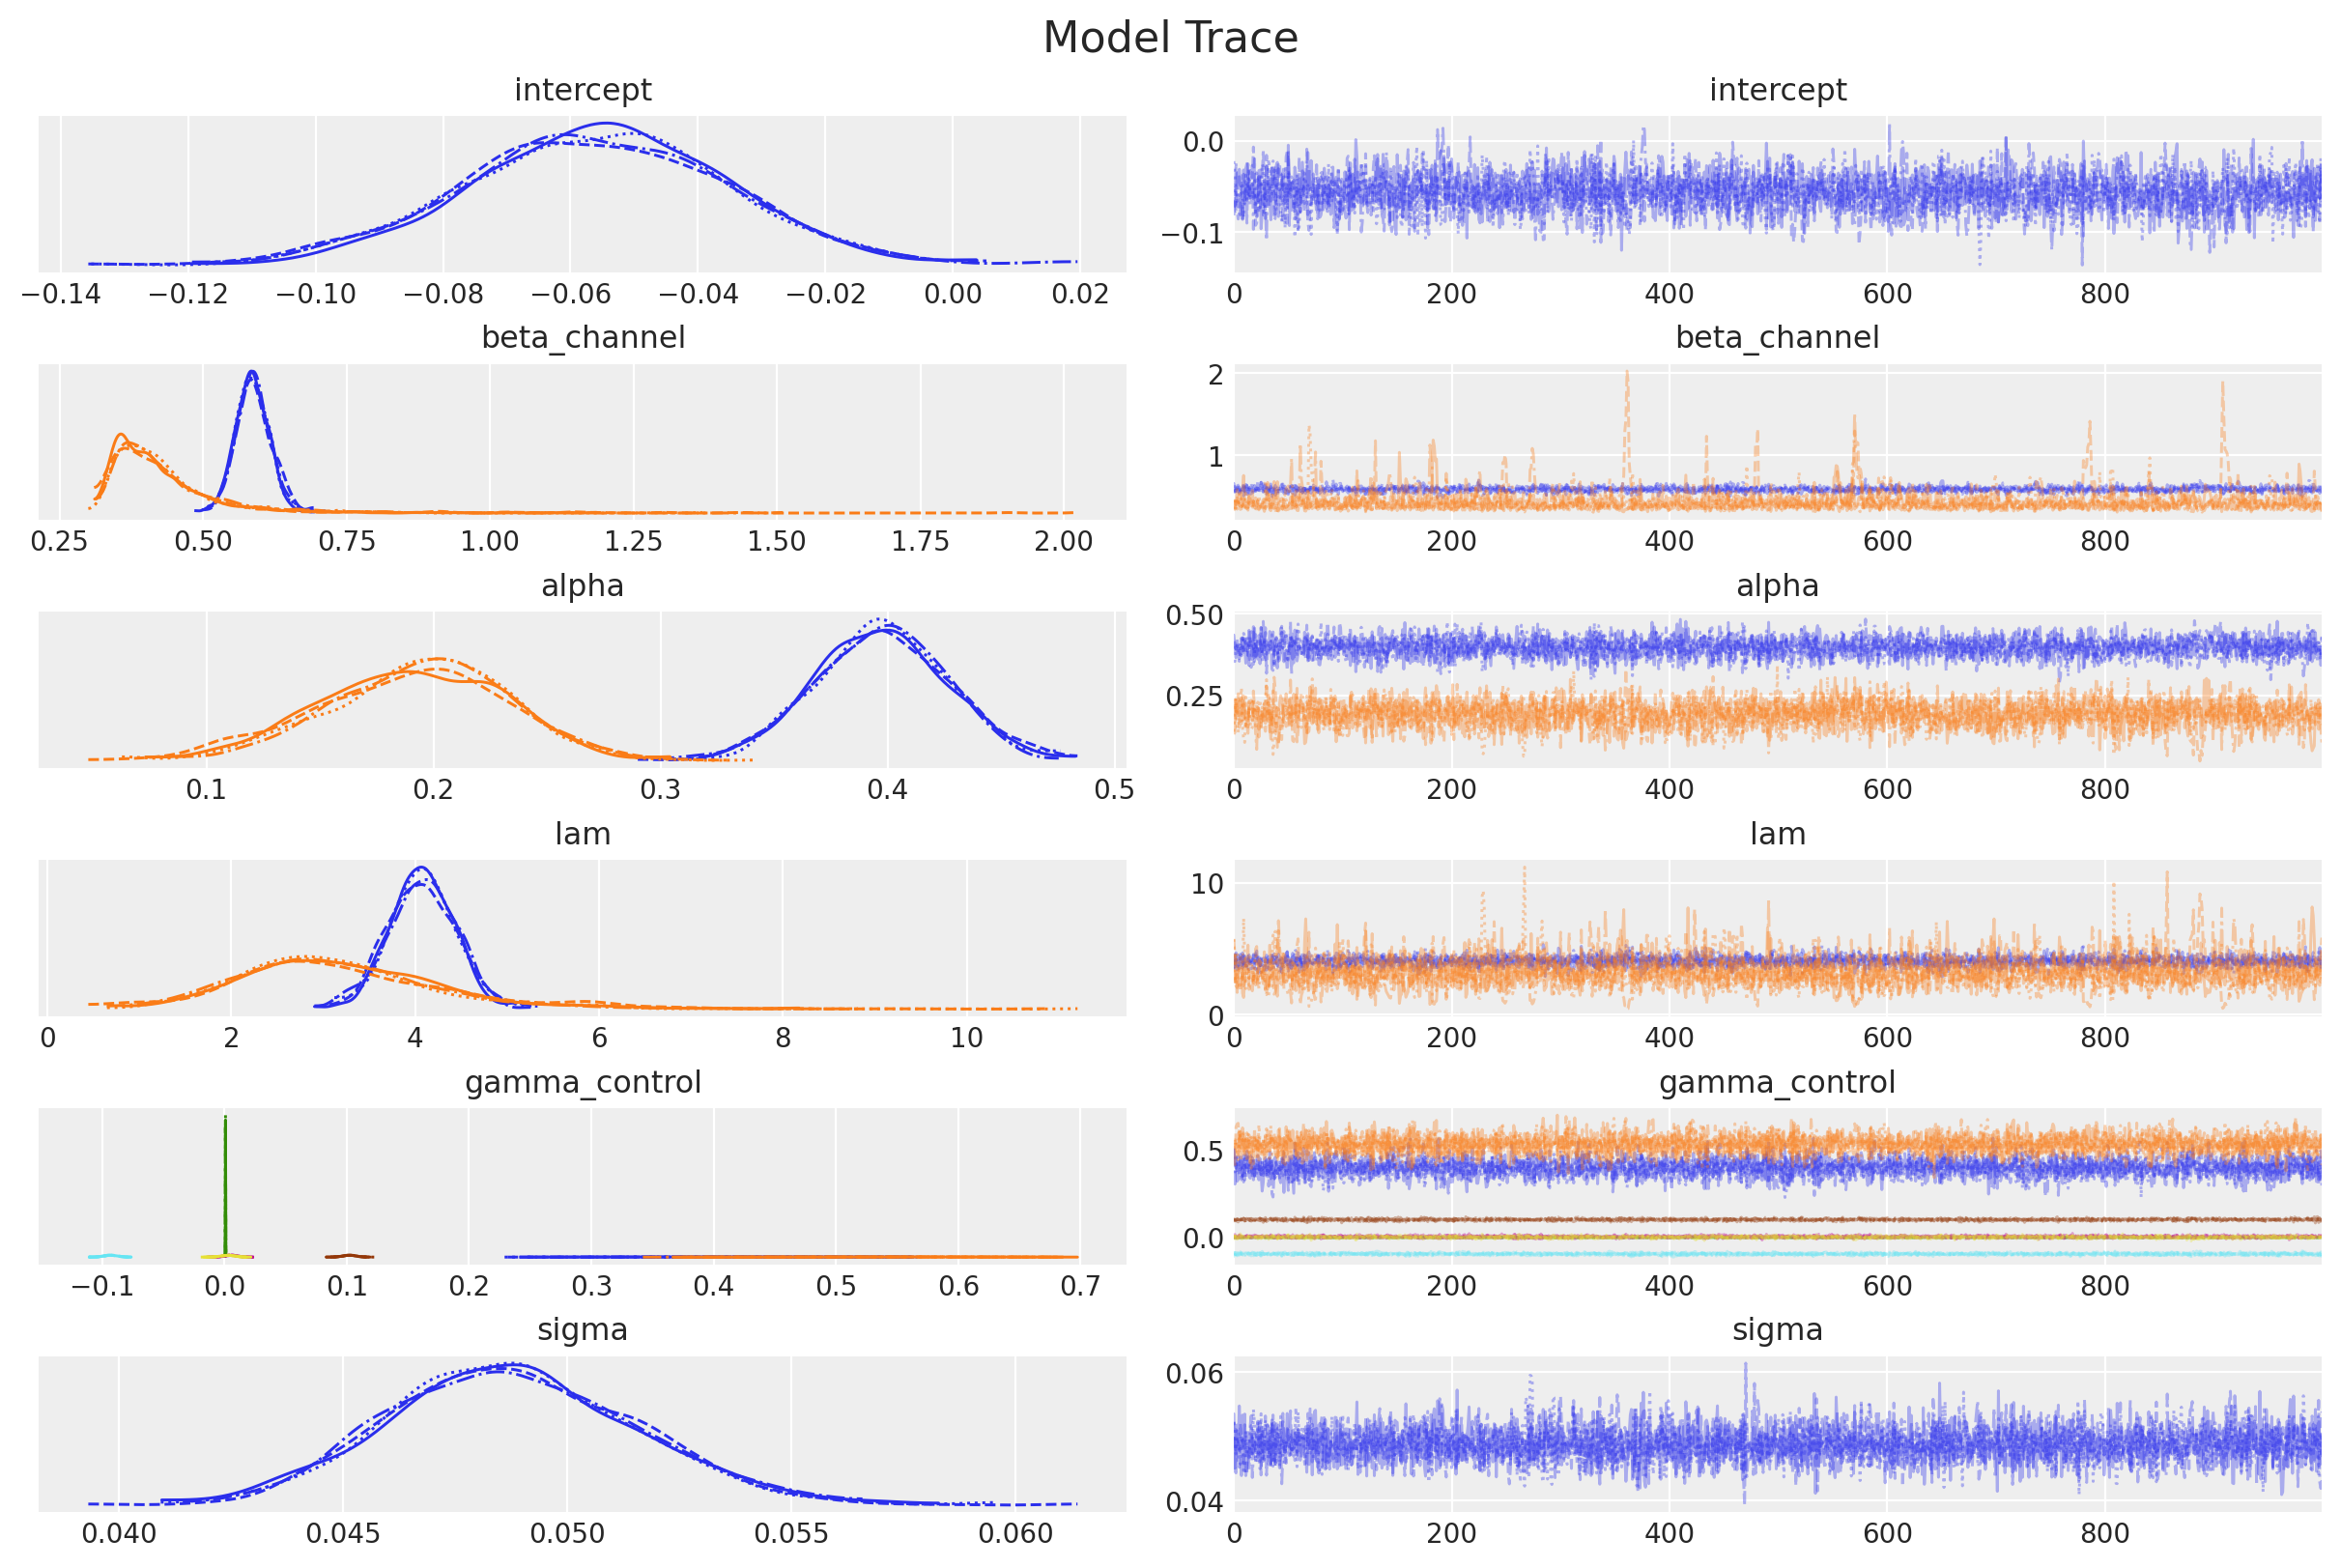 Model Trace
intercept intercept
0.0
−0.1
−0.14 −0.12 −0.10 −0.08 −0.06 −0.04 −0.02 0.00 0.02 0 200 400 600 800
beta_channel beta_channel
2
1
0.25 0.50 0.75 1.00 1.25 1.50 1.75 2.00 0 200 400 600 800
alpha alpha
0.50
0.25
0.1 0.2 0.3 0.4 0.5 0 200 400 600 800
lam lam
10
0
0 2 4 6 8 10 0 200 400 600 800
gamma_control gamma_control
0.5
0.0
−0.1 0.0 0.1 0.2 0.3 0.4 0.5 0.6 0.7 0 200 400 600 800
sigma sigma
0.06
0.04
0.040 0.045 0.050 0.055 0.060 0 200 400 600 800